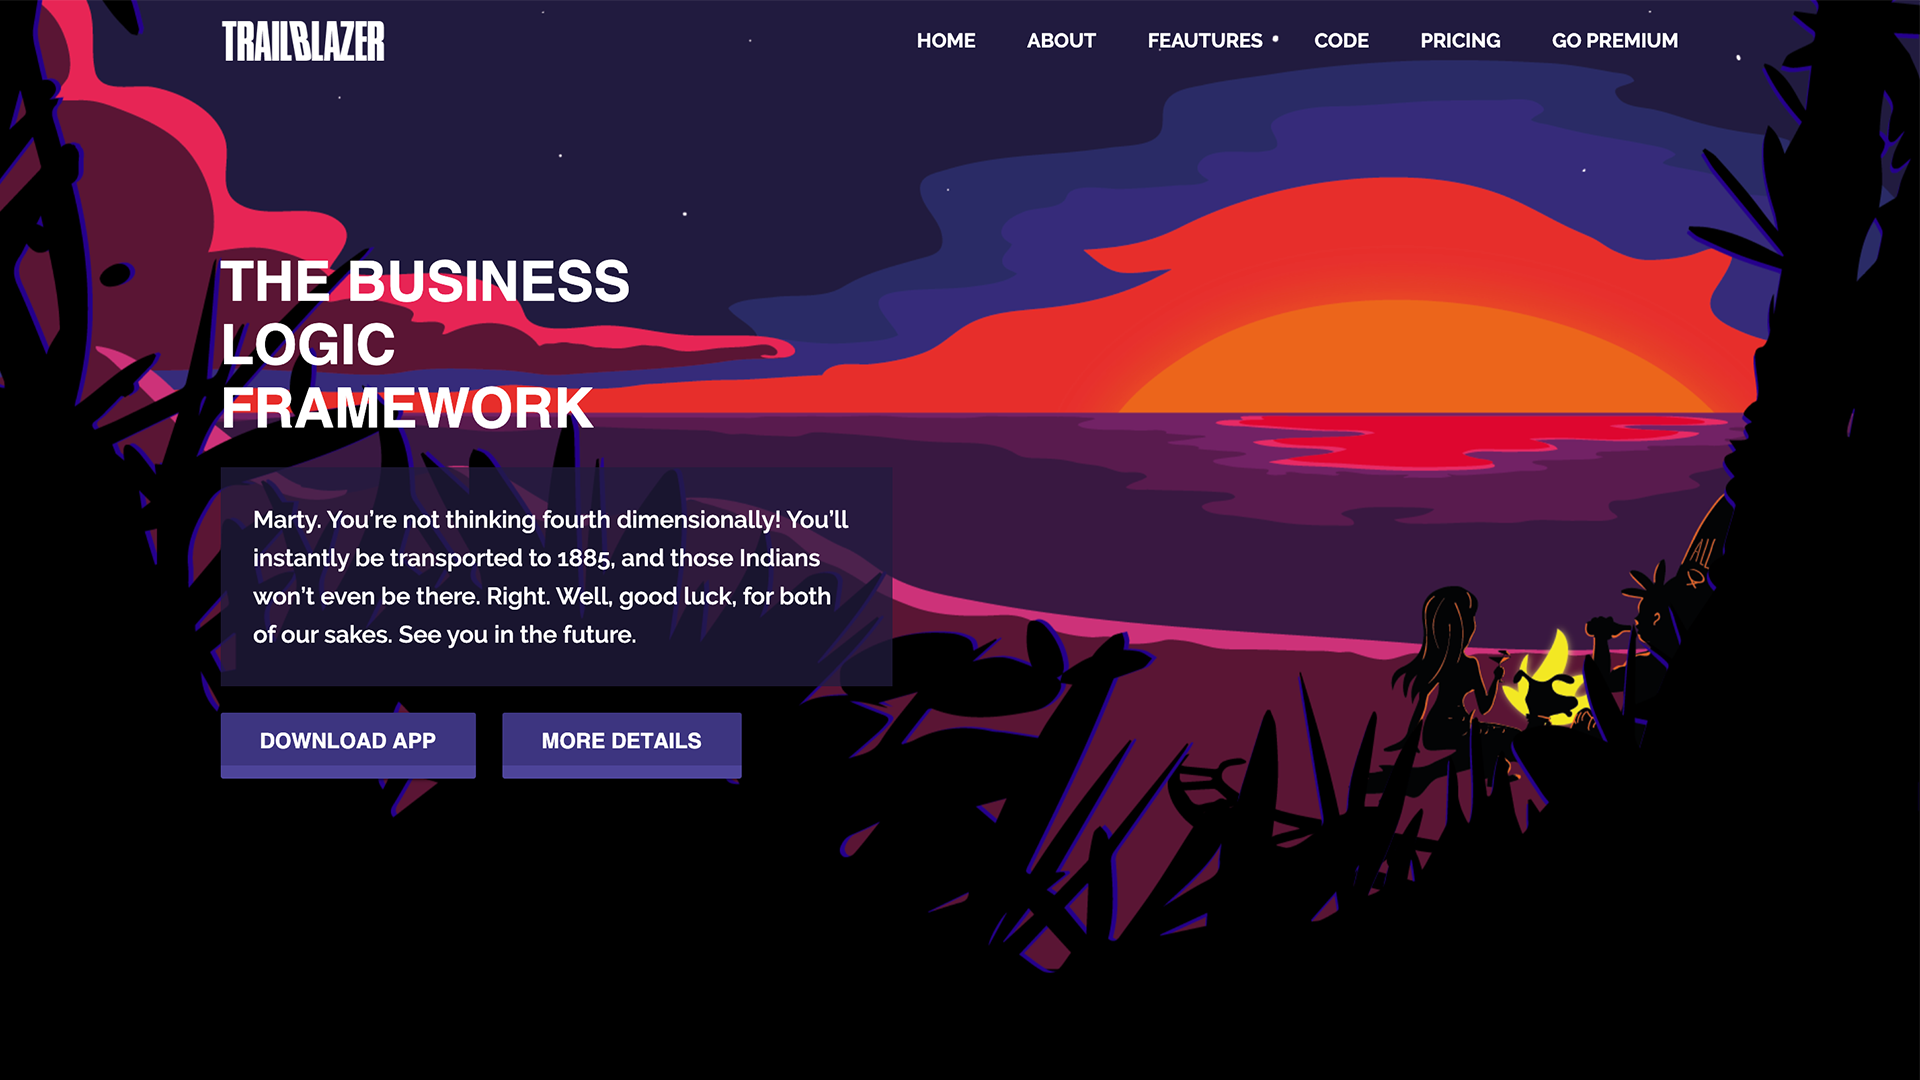 TRAILBLAZER
HOME ABOUT FEAUTURES CODE PRICING GO PREMIUM
THE BUSINESS
LOGIC
FRAMEWORK
Marty. You’re not thinking fourth dimensionally! You’ll
instantly be transported to 1885, and those Indians
won’t even be there. Right. Well, good luck, for both
of our sakes. See you in the future.
ALL
DOWNLOAD APP MORE DETAILS